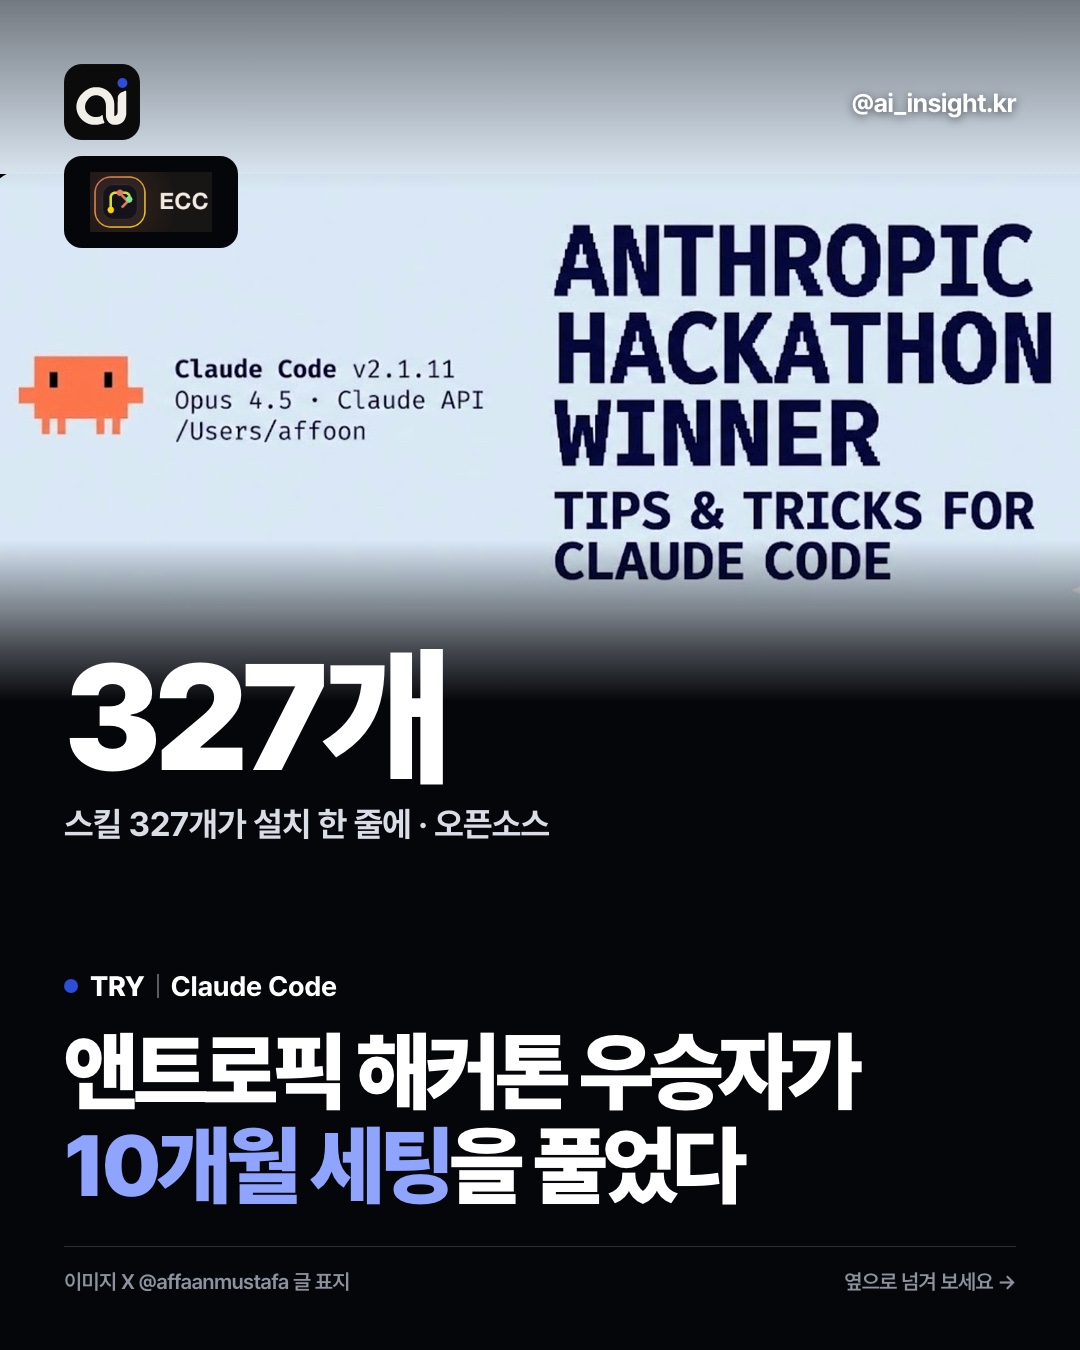 ai
@ai_insight.kr
ECC
Claude Code v2.1.11
Opus 4.5 · Claude API
/Users/affoon
ANTHROPIC
HACKATHON
WINNER
TIPS & TRICKS FOR
CLAUDE CODE
327개
스킬 327개가 설치 한 줄에 · 오픈소스
TRY | Claude Code
앤트로픽 해커톤 우승자가
10개월 세팅을 풀었다
이미지 X @affaanmustafa 글 표지
옆으로 넘겨 보세요 →